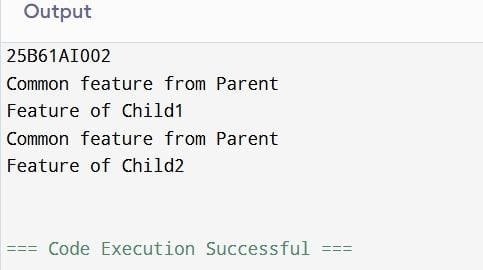 Output
25B61AI002
Common feature from Parent
Feature of Child1
Common feature from Parent
Feature of Child2
=== Code Execution Successful ===